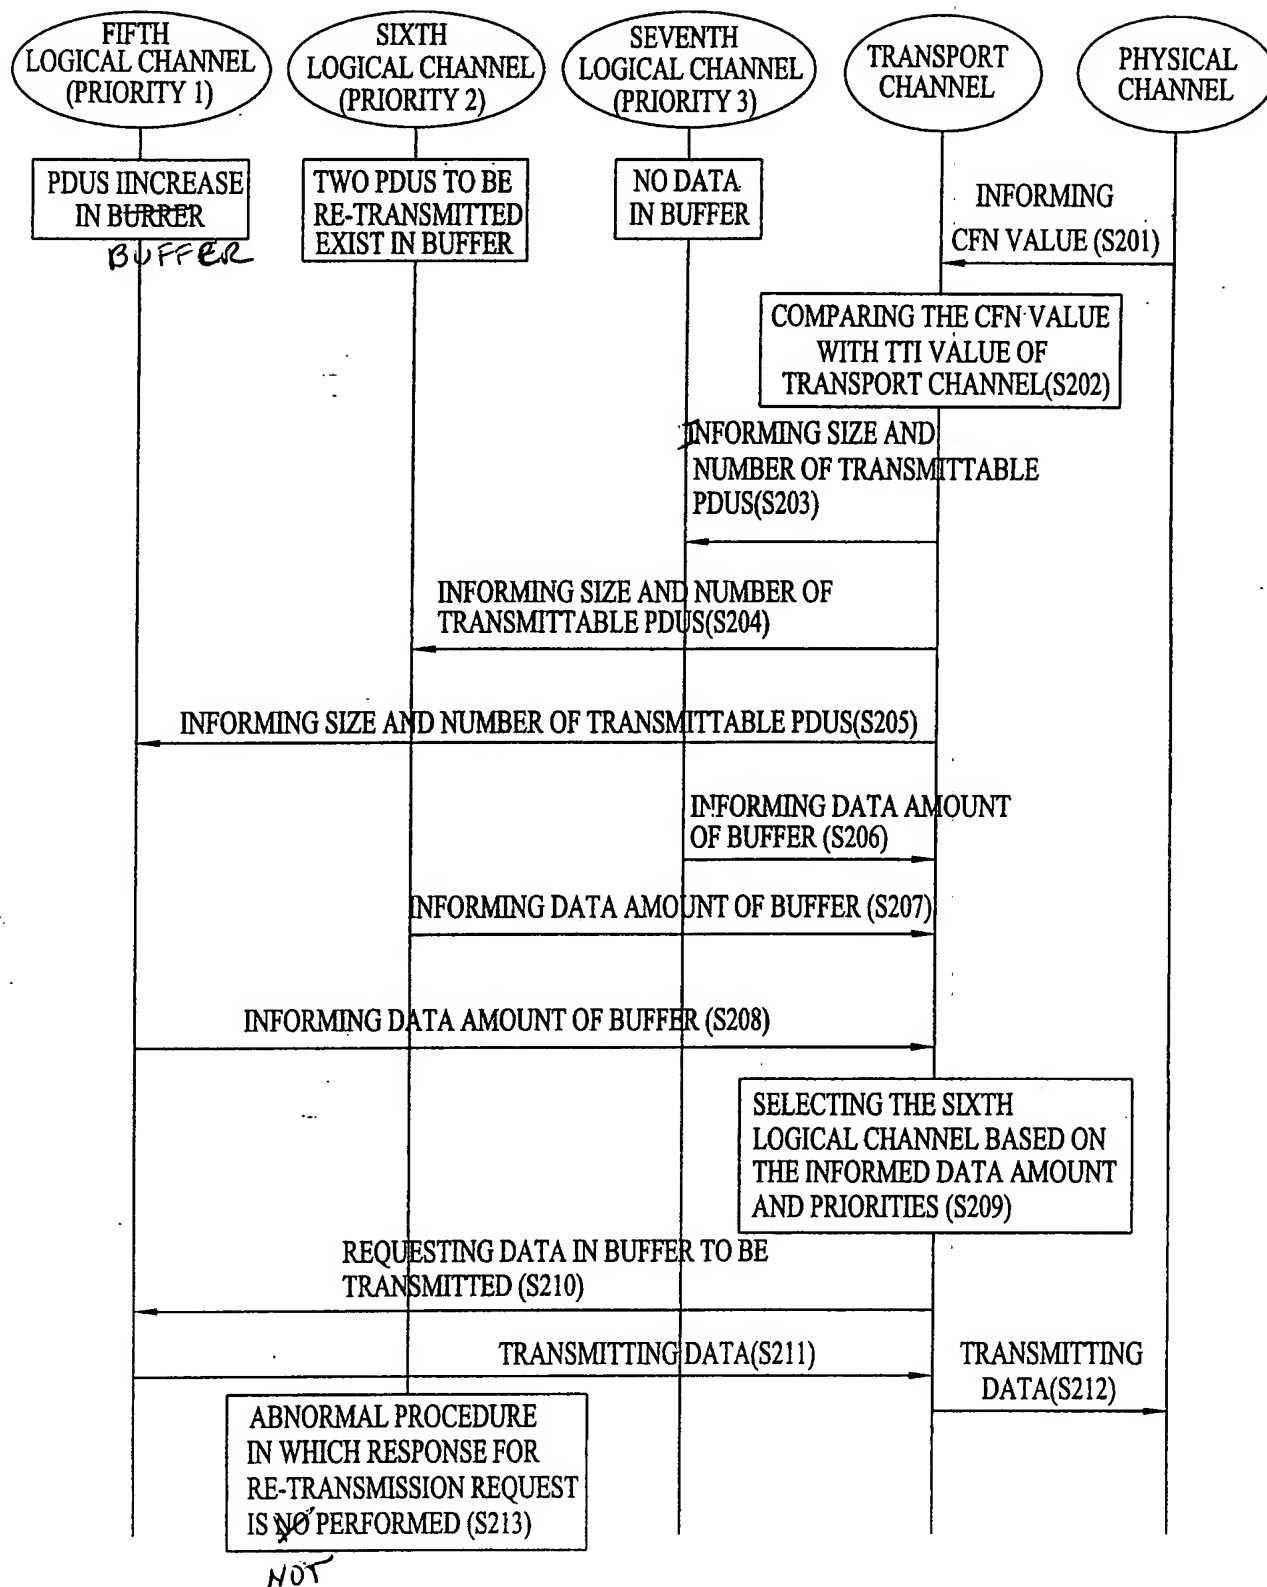 FIFTH
LOGICAL CHANNEL
(PRIORITY 1)
SIXTH
LOGICAL CHANNEL
(PRIORITY 2)
SEVENTH
LOGICAL CHANNEL
(PRIORITY 3)
TRANSPORT
CHANNEL
PHYSICAL
CHANNEL
PDUS IINCREASE
IN BURRER
BUFFER
TWO PDUS TO BE
RE-TRANSMITTED
EXIST IN BUFFER
NO DATA
IN BUFFER
INFORMING
CFN VALUE (S201)
COMPARING THE CFN VALUE
WITH TTI VALUE OF
TRANSPORT CHANNEL(S202)
INFORMING SIZE AND
NUMBER OF TRANSMITTABLE
PDUS(S203)
INFORMING SIZE AND NUMBER OF
TRANSMITTABLE PDUS(S204)
INFORMING SIZE AND NUMBER OF TRANSMITTABLE PDUS(S205)
INFORMING DATA AMOUNT
OF BUFFER (S206)
INFORMING DATA AMOUNT OF BUFFER (S207)
INFORMING DATA AMOUNT OF BUFFER (S208)
SELECTING THE SIXTH
LOGICAL CHANNEL BASED ON
THE INFORMED DATA AMOUNT
AND PRIORITIES (S209)
REQUESTING DATA IN BUFFER TO BE
TRANSMITTED (S210)
TRANSMITTING DATA(S211)
TRANSMITTING
DATA(S212)
ABNORMAL PROCEDURE
IN WHICH RESPONSE FOR
RE-TRANSMISSION REQUEST
IS NO PERFORMED (S213)
NOT